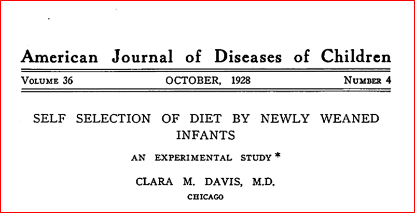 American Journal of Diseases of Children
VOLUME 36 OCTOBER, 1928 NUMBER 4
SELF SELECTION OF DIET BY NEWLY WEANED
INFANTS
AN EXPERIMENTAL STUDY *
CLARA M. DAVIS, M.D.
CHICAGO